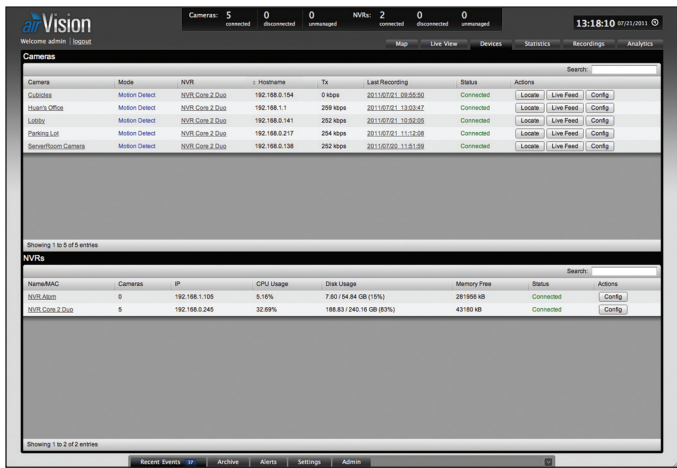 airVision
Cameras: 5 connected 0 disconnected 0 unmanaged NVRs: 2 connected 0 disconnected 0 unmanaged
13:18:10 07/21/2011
Welcome admin | logout
Map Live View Devices Statistics Recordings Analytics
Cameras
Search:
Camera Mode NVR Hostname Tx Last Recording Status Actions
Cubicles Motion Detect NVR Core 2 Duo 192.168.0.154 0 kbps 2011/07/21 09:55:50 Connected Locate Live Feed Config
Huan's Office Motion Detect NVR Core 2 Duo 192.168.1.1 259 kbps 2011/07/21 13:03:47 Connected Locate Live Feed Config
Lobby Motion Detect NVR Core 2 Duo 192.168.0.141 252 kbps 2011/07/21 10:52:05 Connected Locate Live Feed Config
Parking Lot Motion Detect NVR Core 2 Duo 192.168.0.217 254 kbps 2011/07/21 11:12:08 Connected Locate Live Feed Config
ServerRoom Camera Motion Detect NVR Core 2 Duo 192.168.0.138 252 kbps 2011/07/20 11:51:59 Connected Locate Live Feed Config
Showing 1 to 5 of 5 entries
NVRs
Search:
Name/MAC Cameras IP CPU Usage Disk Usage Memory Free Status Actions
NVR Atom 0 192.168.1.105 5.16% 7.60 / 54.84 GB (15%) 281956 kB Connected Config
NVR Core 2 Duo 5 192.168.0.245 32.69% 188.83 / 240.16 GB (83%) 43180 kB Connected Config
Showing 1 to 2 of 2 entries
Recent Events 37 Archive Alerts Settings Admin